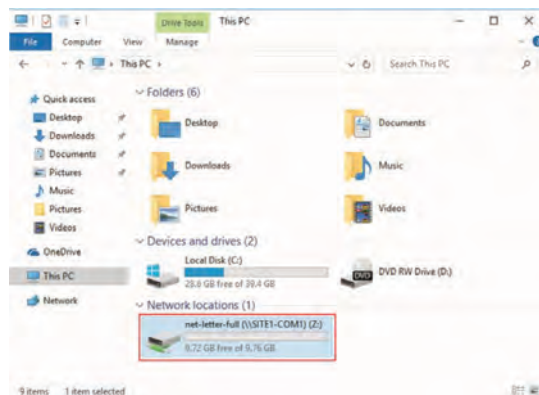 Drive Tools This PC
File Computer View Manage
This PC
Search This PC
Quick access
Desktop
Downloads
Documents
Pictures
Music
Pictures
Videos
OneDrive
This PC
Network
Folders (6)
Desktop
Documents
Downloads
Music
Pictures
Videos
Devices and drives (2)
Local Disk (C:)
28.8 GB free of 39.4 GB
DVD RW Drive (D:)
Network locations (1)
net-letter-full (\\SITE1-COM1) (Z:)
9.72 GB free of 9.76 GB
9 items 1 item selected